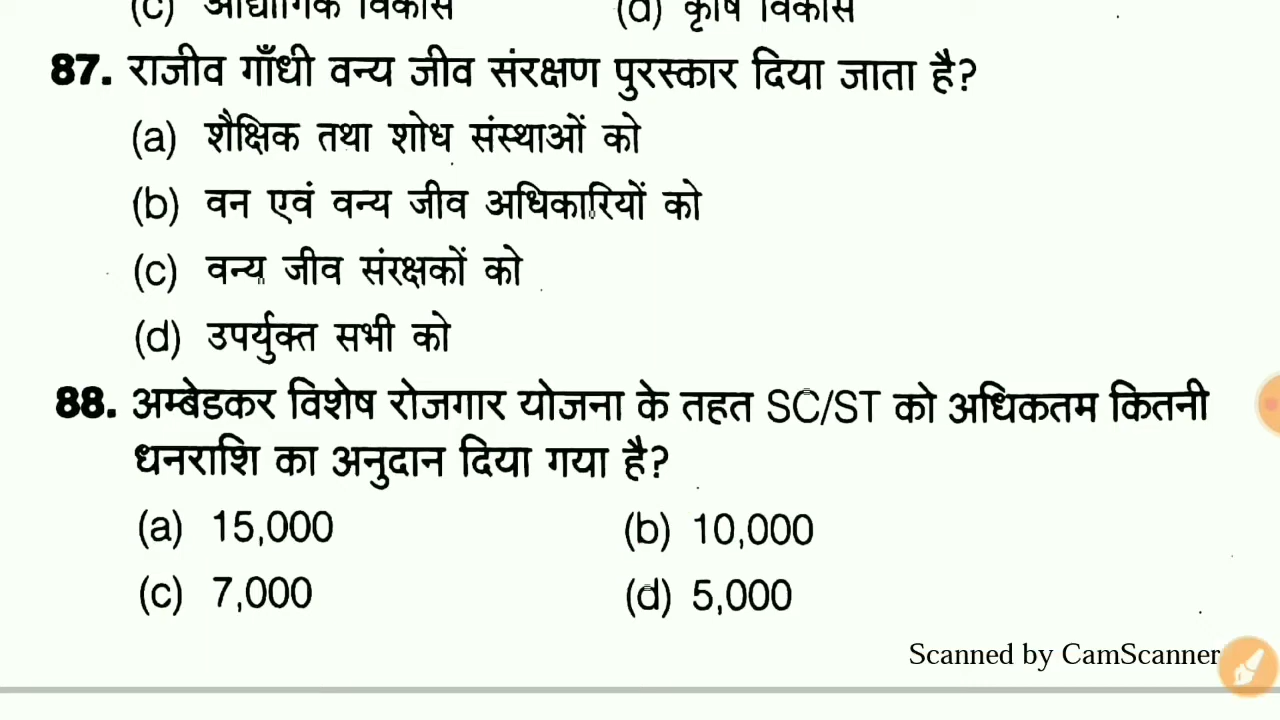 (c) औद्योगिक विकास (d) कृषि विकास
87. राजीव गाँधी वन्य जीव संरक्षण पुरस्कार दिया जाता है?
(a) शैक्षिक तथा शोध संस्थाओं को
(b) वन एवं वन्य जीव अधिकारियों को
(c) वन्य जीव संरक्षकों को
(d) उपर्युक्त सभी को
88. अम्बेडकर विशेष रोजगार योजना के तहत SC/ST को अधिकतम कितनी
धनराशि का अनुदान दिया गया है?
(a) 15,000 (b) 10,000
(c) 7,000 (d) 5,000
Scanned by CamScanner